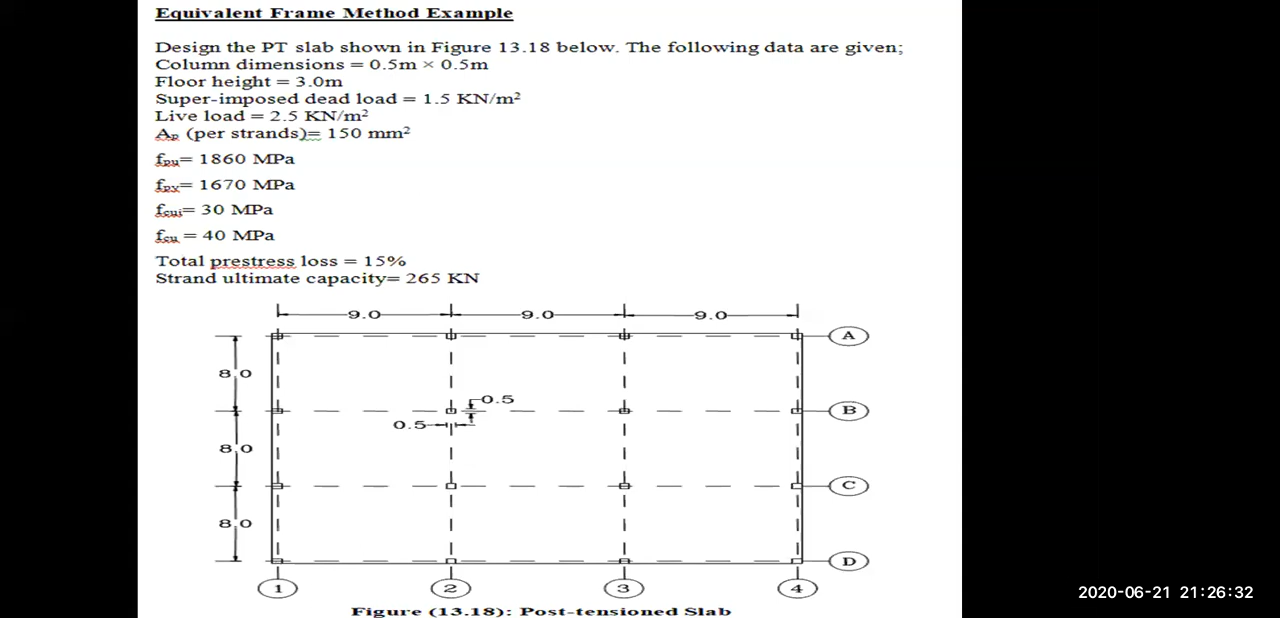 Equivalent Frame Method Example
Design the PT slab shown in Figure 13.18 below. The following data are given;
Column dimensions = 0.5m × 0.5m
Floor height = 3.0m
Super-imposed dead load = 1.5 KN/m²
Live load = 2.5 KN/m²
Ap (per strands)= 150 mm²
fpu= 1860 MPa
fpy= 1670 MPa
fcui= 30 MPa
fcu = 40 MPa
Total prestress loss = 15%
Strand ultimate capacity= 265 KN
9.0 9.0 9.0
A
8.0
0.5
B
0.5
8.0
C
8.0
D
1 2 3 4
2020-06-21 21:26:32
Figure (13.18): Post-tensioned Slab